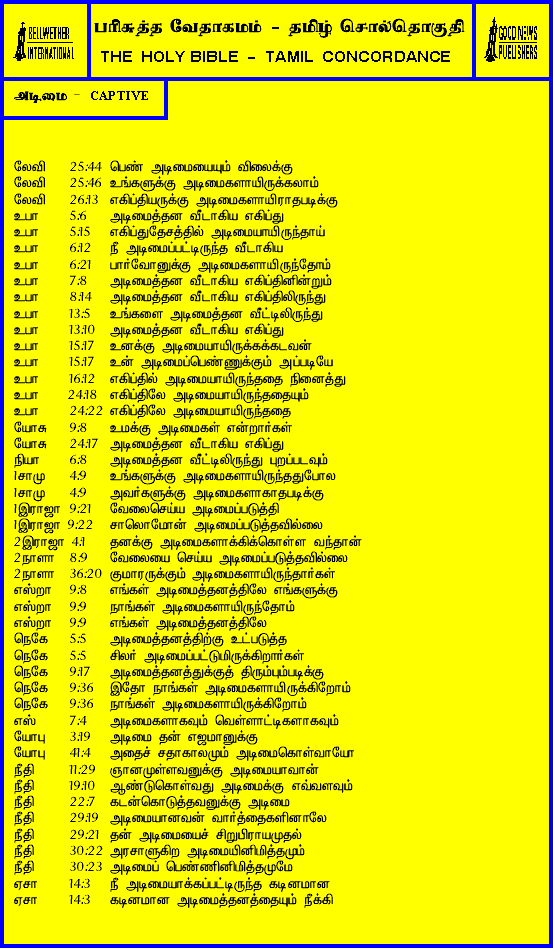 BELLWETHER
INTERNATIONAL
பரிசுத்த வேதாகமம் - தமிழ் சொல்தொகுதி
THE HOLY BIBLE - TAMIL CONCORDANCE
GOOD NEWS
PUBLISHERS
அடிமை - CAPTIVE
லேவி 25:44 பெண் அடிமையையும் விலைக்கு
லேவி 25:46 உங்களுக்கு அடிமைகளாயிருக்கலாம்
லேவி 26:13 எகிப்தியருக்கு அடிமைகளாயிராதபடிக்கு
உபா 5:6 அடிமைத்தன வீடாகிய எகிப்து
உபா 5:15 எகிப்துதேசத்தில் அடிமையாயிருந்தாய்
உபா 6:12 நீ அடிமைப்பட்டிருந்த வீடாகிய
உபா 6:21 பார்வோனுக்கு அடிமைகளாயிருந்தோம்
உபா 7:8 அடிமைத்தன வீடாகிய எகிப்தினின்றும்
உபா 8:14 அடிமைத்தன வீடாகிய எகிப்திலிருந்து
உபா 13:5 உங்களை அடிமைத்தன வீட்டிலிருந்து
உபா 13:10 அடிமைத்தன வீடாகிய எகிப்து
உபா 15:17 உனக்கு அடிமையாயிருக்கக்கடவன்
உபா 15:17 உன் அடிமைப்பெண்ணுக்கும் அப்படியே
உபா 16:12 எகிப்தில் அடிமையாயிருந்ததை நினைத்து
உபா 24:18 எகிப்திலே அடிமையாயிருந்ததையும்
உபா 24:22 எகிப்திலே அடிமையாயிருந்ததை
யோசு 9:8 உமக்கு அடிமைகள் என்றார்கள்
யோசு 24:17 அடிமைத்தன வீடாகிய எகிப்து
நியா 6:8 அடிமைத்தன வீட்டிலிருந்து புறப்படவும்
1சாமு 4:9 உங்களுக்கு அடிமைகளாயிருந்ததுபோல
1சாமு 4:9 அவர்களுக்கு அடிமைகளாகாதபடிக்கு
1இராஜா 9:21 வேலைசெய்ய அடிமைப்படுத்தி
1இராஜா 9:22 சாலொமோன் அடிமைப்படுத்தவில்லை
2இராஜா 4:1 தனக்கு அடிமைகளாக்கிக்கொள்ள வந்தான்
2நாளா 8:9 வேலையை செய்ய அடிமைப்படுத்தவில்லை
2நாளா 36:20 குமாரருக்கும் அடிமைகளாயிருந்தார்கள்
எஸ்றா 9:8 எங்கள் அடிமைத்தனத்திலே எங்களுக்கு
எஸ்றா 9:9 நாங்கள் அடிமைகளாயிருந்தோம்
எஸ்றா 9:9 எங்கள் அடிமைத்தனத்திலே
நெகே 5:5 அடிமைத்தனத்திற்கு உட்படுத்த
நெகே 5:5 சிலர் அடிமைப்பட்டுமிருக்கிறார்கள்
நெகே 9:17 அடிமைத்தனத்துக்குத் திரும்பும்படிக்கு
நெகே 9:36 இதோ நாங்கள் அடிமைகளாயிருக்கிறோம்
நெகே 9:36 நாங்கள் அடிமைகளாயிருக்கிறோம்
எஸ் 7:4 அடிமைகளாகவும் வெள்ளாட்டிகளாகவும்
யோபு 3:19 அடிமை தன் எஜமானுக்கு
யோபு 41:4 அதைச் சதாகாலமும் அடிமைகொள்வாயோ
நீதி 11:29 ஞானமுள்ளவனுக்கு அடிமையாவான்
நீதி 19:10 ஆண்டுகொள்வது அடிமைக்கு எவ்வளவும்
நீதி 22:7 கடன்கொடுத்தவனுக்கு அடிமை
நீதி 29:19 அடிமையானவன் வார்த்தைகளினாலே
நீதி 29:21 தன் அடிமையைச் சிறுபிராயமுதல்
நீதி 30:22 அரசாளுகிற அடிமையினிமித்தமும்
நீதி 30:23 அடிமைப் பெண்ணினிமித்தமுமே
ஏசா 14:3 நீ அடிமையாக்கப்பட்டிருந்த கடினமான
ஏசா 14:3 கடினமான அடிமைத்தனத்தையும் நீக்கி